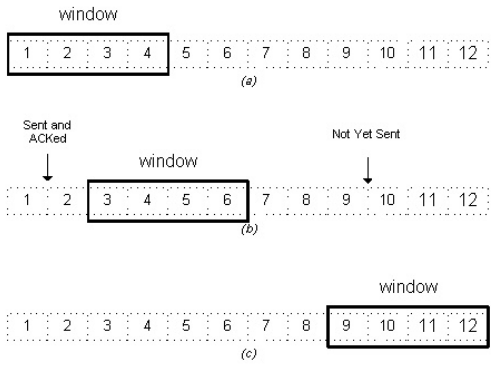 window
1 2 3 4 5 6 7 8 9 10 11 12
(a)
Sent and
ACKed
window
Not Yet Sent
1 2 3 4 5 6 7 8 9 10 11 12
(b)
window
1 2 3 4 5 6 7 8 9 10 11 12
(c)